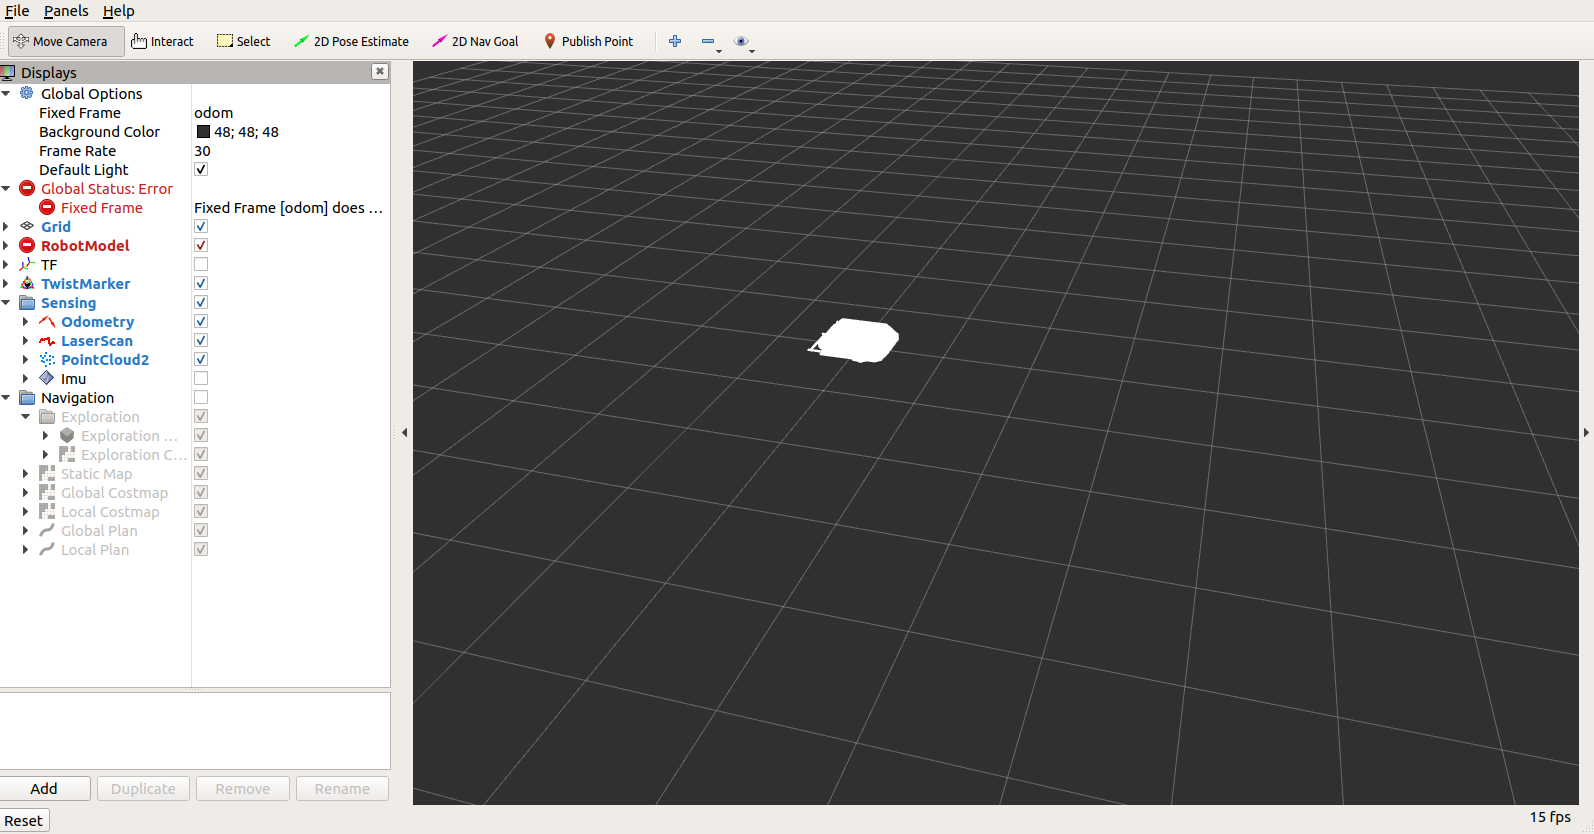 File Panels Help
Move Camera Interact Select 2D Pose Estimate 2D Nav Goal Publish Point
Displays
Global Options
Fixed Frame odom
Background Color 48; 48; 48
Frame Rate 30
Default Light
Global Status: Error
Fixed Frame Fixed Frame [odom] does ...
Grid
RobotModel
TF
TwistMarker
Sensing
Odometry
LaserScan
PointCloud2
Imu
Navigation
Exploration
Exploration ...
Exploration C...
Static Map
Global Costmap
Local Costmap
Global Plan
Local Plan
Add Duplicate Remove Rename
Reset 15 fps